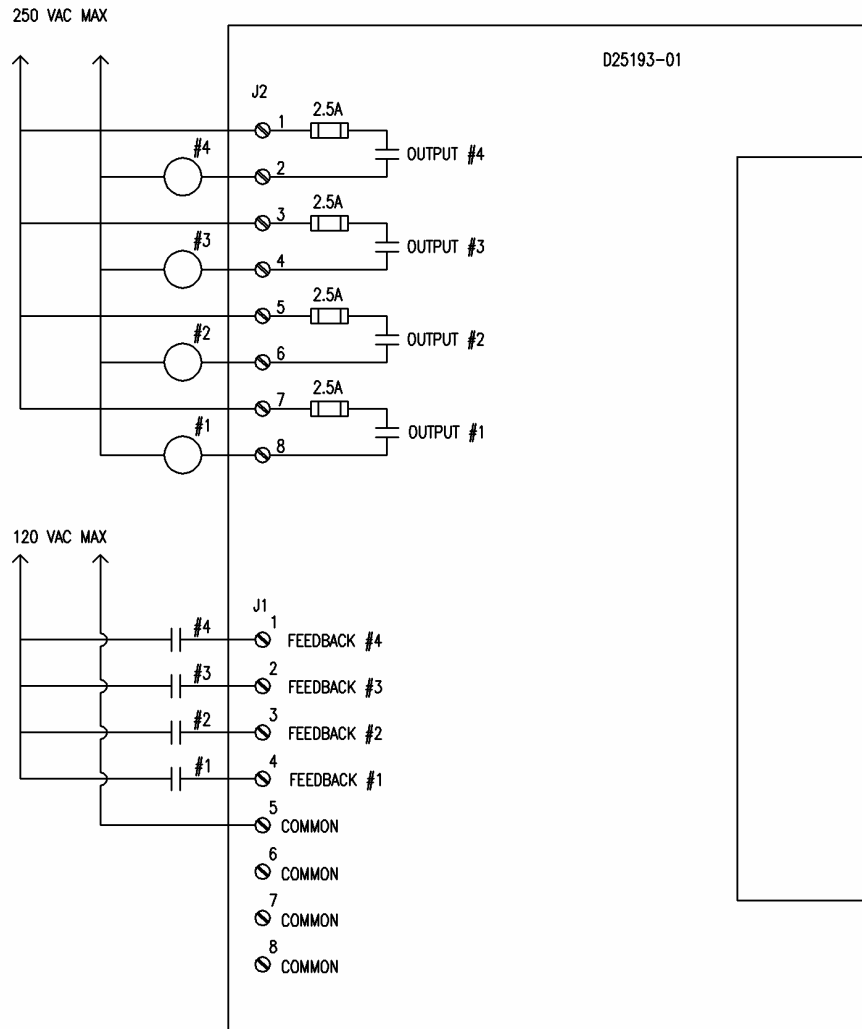 250 VAC MAX
D25193-01
J2
1
2.5A
#4
2
OUTPUT #4
3
2.5A
#3
4
OUTPUT #3
5
2.5A
#2
6
OUTPUT #2
7
2.5A
#1
8
OUTPUT #1
120 VAC MAX
J1
#4
1
FEEDBACK #4
#3
2
FEEDBACK #3
#2
3
FEEDBACK #2
#1
4
FEEDBACK #1
5
COMMON
6
COMMON
7
COMMON
8
COMMON